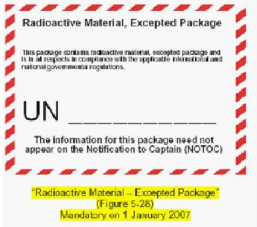 Radioactive Material, Excepted Package
This package contains radioactive material, excepted package and
is in all respects in compliance with the applicable international and
national governmental regulations.
UN __________
The information for this package need not
appear on the Notification to Captain (NOTOC)
"Radioactive Material – Excepted Package"
(Figure 5-28)
Mandatory on 1 January 2007